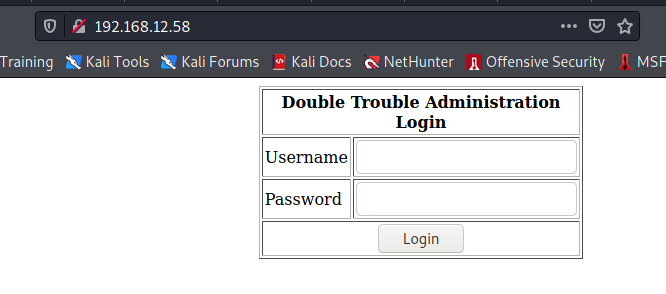 192.168.12.58
Training Kali Tools Kali Forums Kali Docs NetHunter Offensive Security MSF
Double Trouble Administration
Login
Username
Password
Login